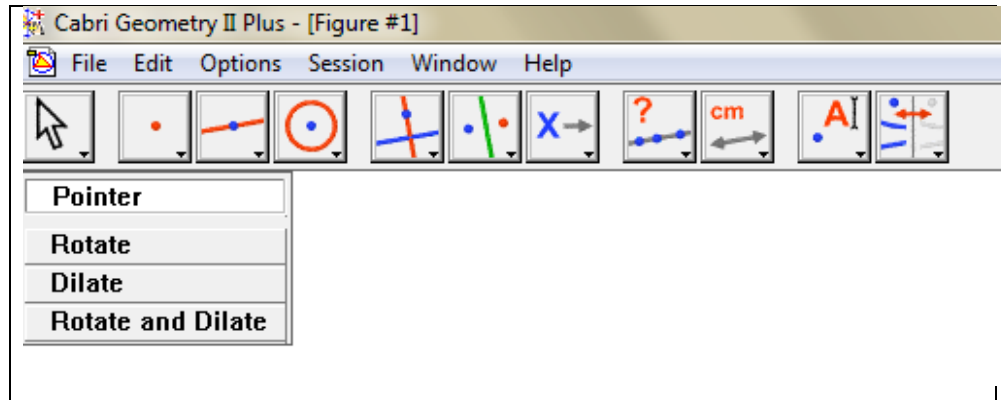 Cabri Geometry II Plus - [Figure #1]
File Edit Options Session Window Help
X ? cm A
Pointer
Rotate
Dilate
Rotate and Dilate